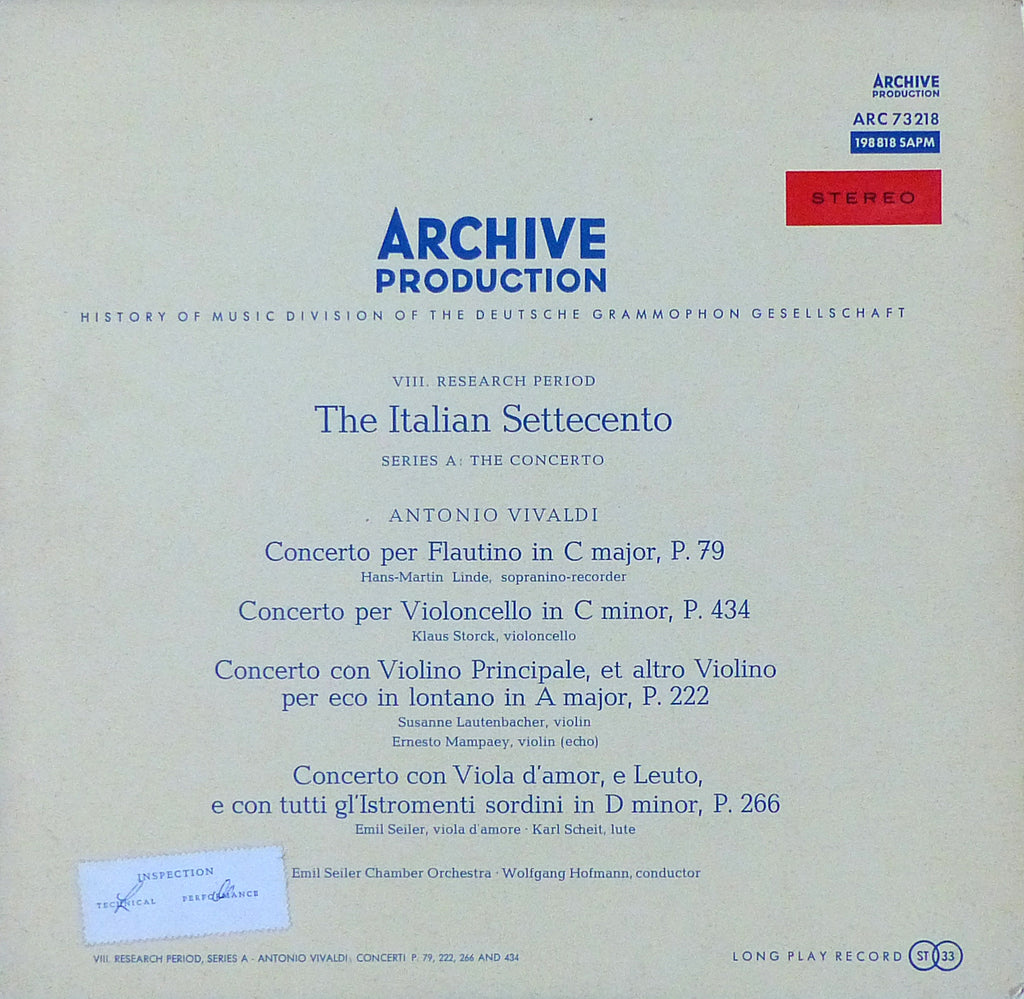 ARCHIVE
PRODUCTION
ARC 73218
198818 SAPM
STEREO
ARCHIVE
PRODUCTION
HISTORY OF MUSIC DIVISION OF THE DEUTSCHE GRAMMOPHON GESELLSCHAFT
VIII. RESEARCH PERIOD
The Italian Settecento
SERIES A: THE CONCERTO
ANTONIO VIVALDI
Concerto per Flautino in C major, P. 79
Hans-Martin Linde, sopranino-recorder
Concerto per Violoncello in C minor, P. 434
Klaus Storck, violoncello
Concerto con Violino Principale, et altro Violino
per eco in lontano in A major, P. 222
Susanne Lautenbacher, violin
Ernesto Mampaey, violin (echo)
Concerto con Viola d'amor, e Leuto,
e con tutti gl'Istromenti sordini in D minor, P. 266
Emil Seiler, viola d'amore · Karl Scheit, lute
Emil Seiler Chamber Orchestra · Wolfgang Hofmann, conductor
INSPECTION
TECHNICAL PERFORMANCE
VIII. RESEARCH PERIOD, SERIES A - ANTONIO VIVALDI: CONCERTI P. 79, 222, 266 AND 434
LONG PLAY RECORD ST 33